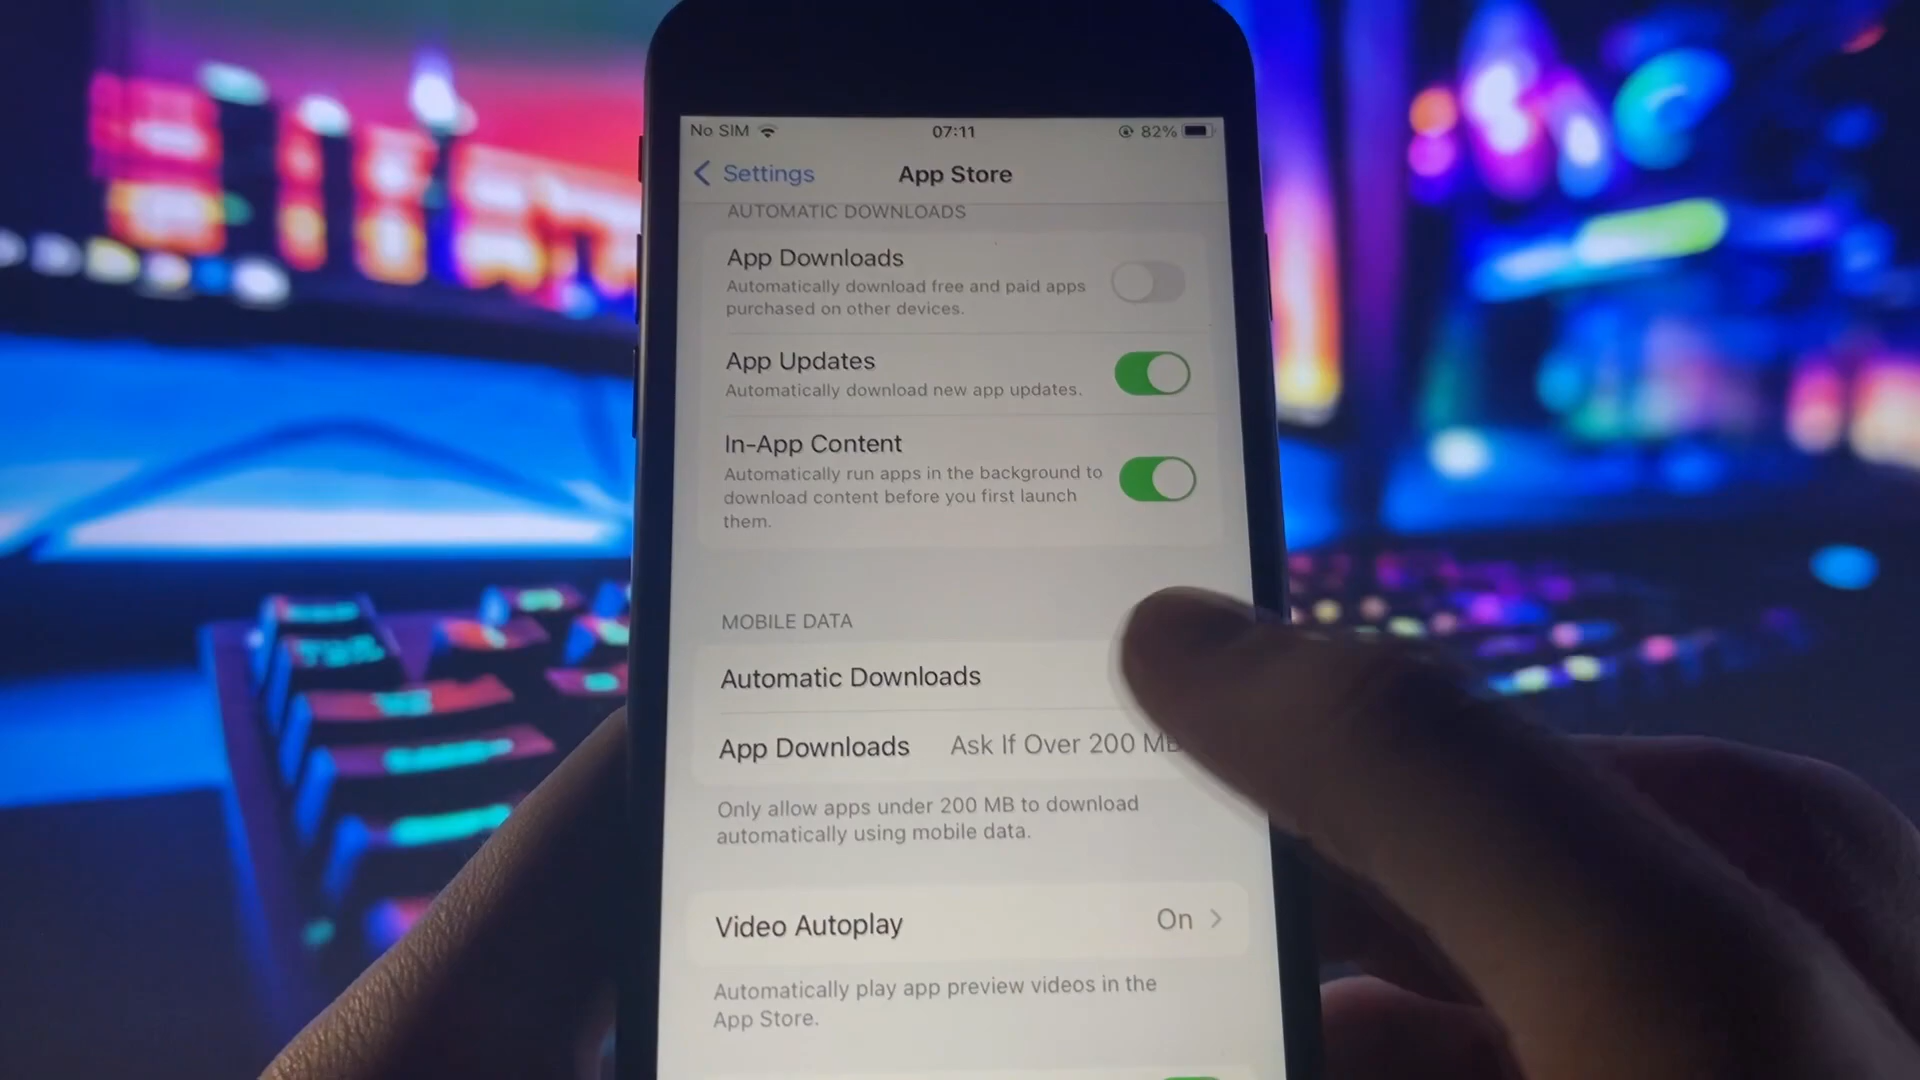 No SIM 07:11 82%
Settings App Store
AUTOMATIC DOWNLOADS
App Downloads
Automatically download free and paid apps
purchased on other devices.
App Updates
Automatically download new app updates.
In-App Content
Automatically run apps in the background to
download content before you first launch
them.
MOBILE DATA
Automatic Downloads
App Downloads Ask If Over 200 MB
Only allow apps under 200 MB to download
automatically using mobile data.
Video Autoplay On
Automatically play app preview videos in the
App Store.